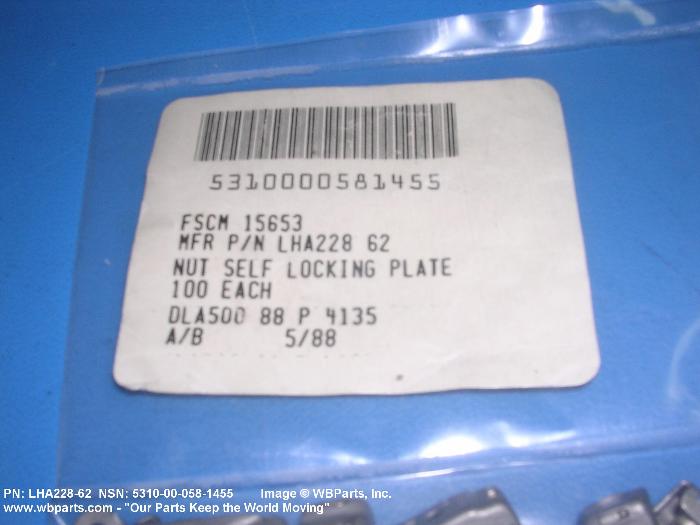 5310000581455
FSCM 15653
MFR P/N LHA228 62
NUT SELF LOCKING PLATE
100 EACH
DLA500 88 P 4135
A/B 5/88
PN: LHA228-62 NSN: 5310-00-058-1455 Image © WBParts, Inc.
www.wbparts.com - "Our Parts Keep the World Moving"